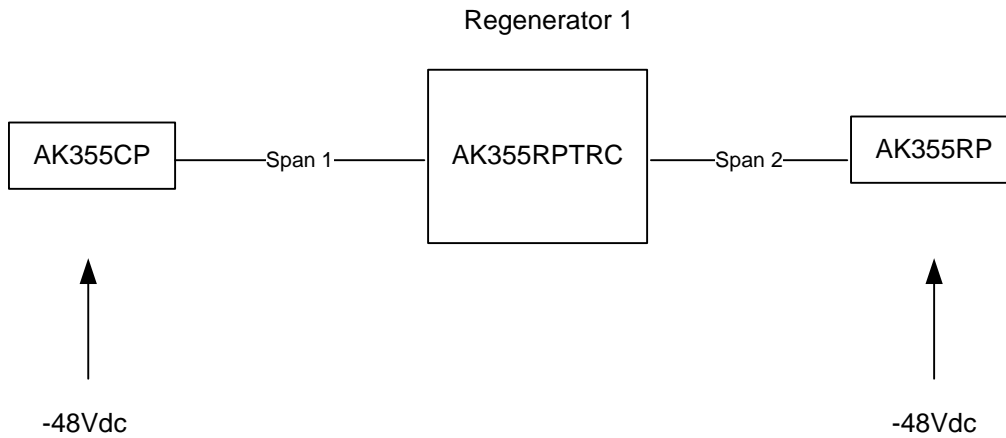 Regenerator 1
AK355CP
Span 1
AK355RPTRC
Span 2
AK355RP
-48Vdc
-48Vdc